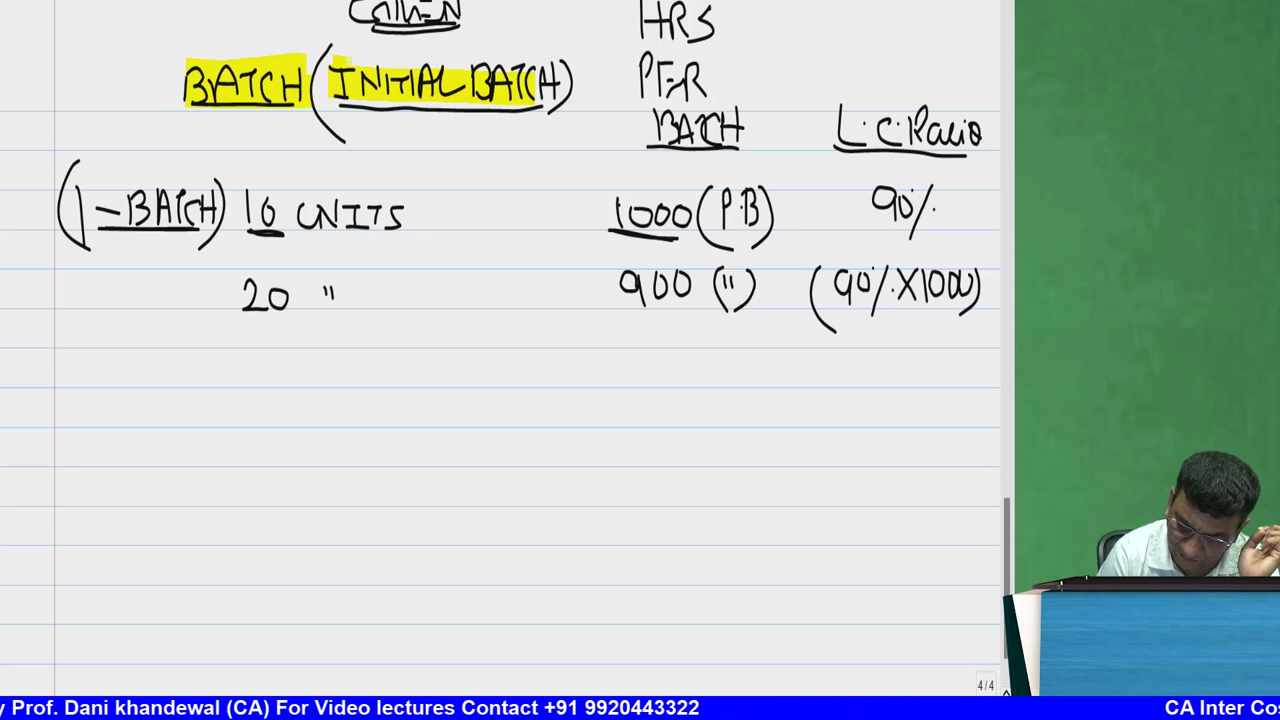 GIVEN HRS
BATCH (INITIAL BATCH) PER
BATCH L.C. Ratio
(1-BATCH) 10 UNITS 1000 (P.B) 90%
20 " 900 (") (90% X 1000)
4/4
y Prof. Dani khandewal (CA) For Video lectures Contact +91 9920443322 CA Inter Cos